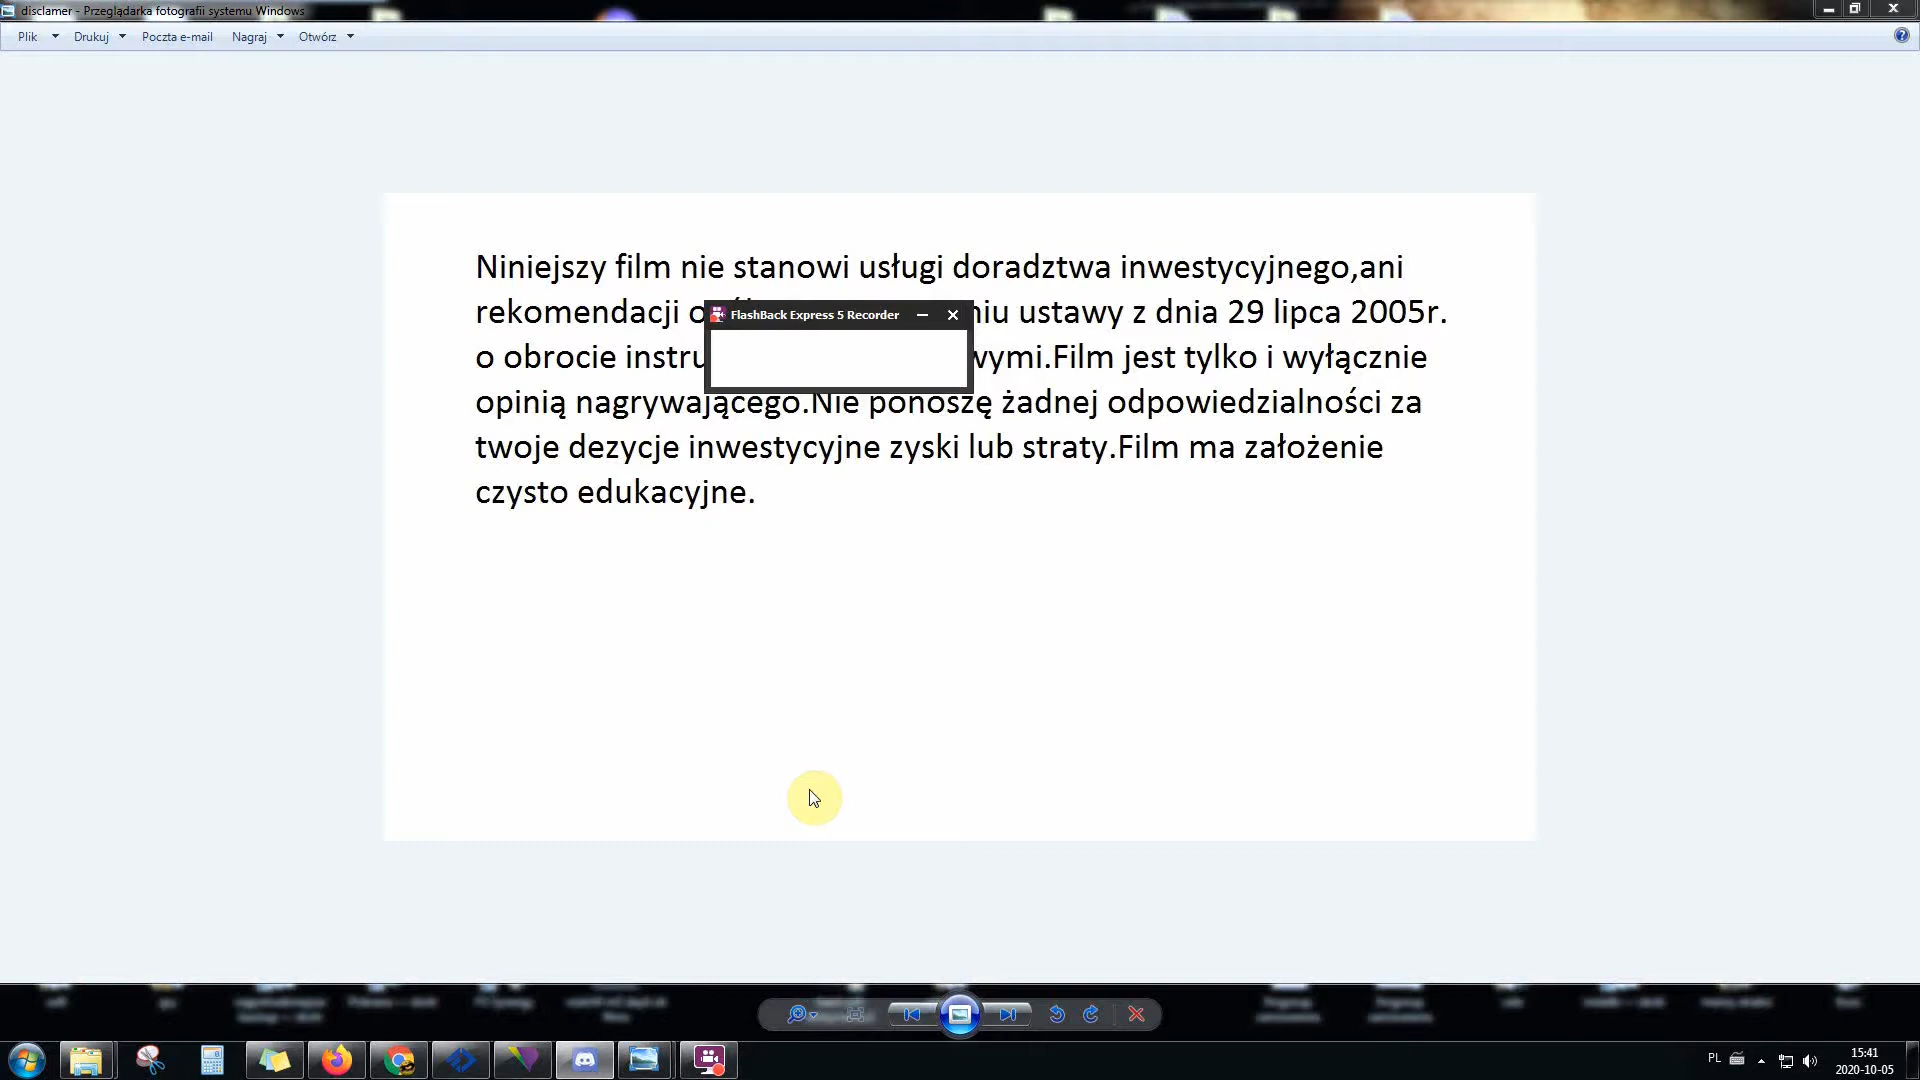 disclamer - Przeglądarka fotografii systemu Windows
Plik Drukuj Poczta e-mail Nagraj Otwórz
Niniejszy film nie stanowi usługi doradztwa inwestycyjnego,ani
rekomendacji ustawy z dnia 29 lipca 2005r.
FlashBack Express 5 Recorder
o obrocie wymi.Film jest tylko i wyłącznie
opinią nagrywającego.Nie ponoszę żadnej odpowiedzialności za
twoje dezycje inwestycyjne zyski lub straty.Film ma założenie
czysto edukacyjne.
PL
15:41
2020-10-05